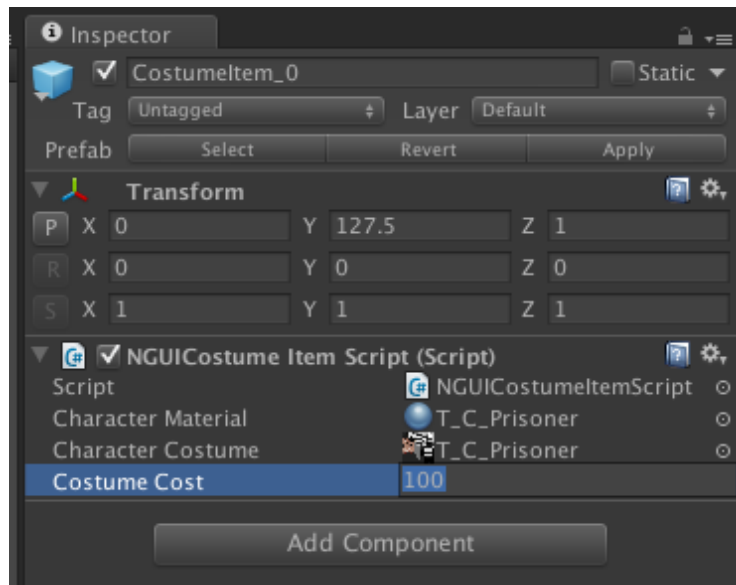 Inspector
CostumeItem_0 Static
Tag Untagged Layer Default
Prefab Select Revert Apply
Transform
P X 0 Y 127.5 Z 1
R X 0 Y 0 Z 0
S X 1 Y 1 Z 1
NGUICostume Item Script (Script)
Script NGUICostumeItemScript
Character Material T_C_Prisoner
Character Costume T_C_Prisoner
Costume Cost 100
Add Component